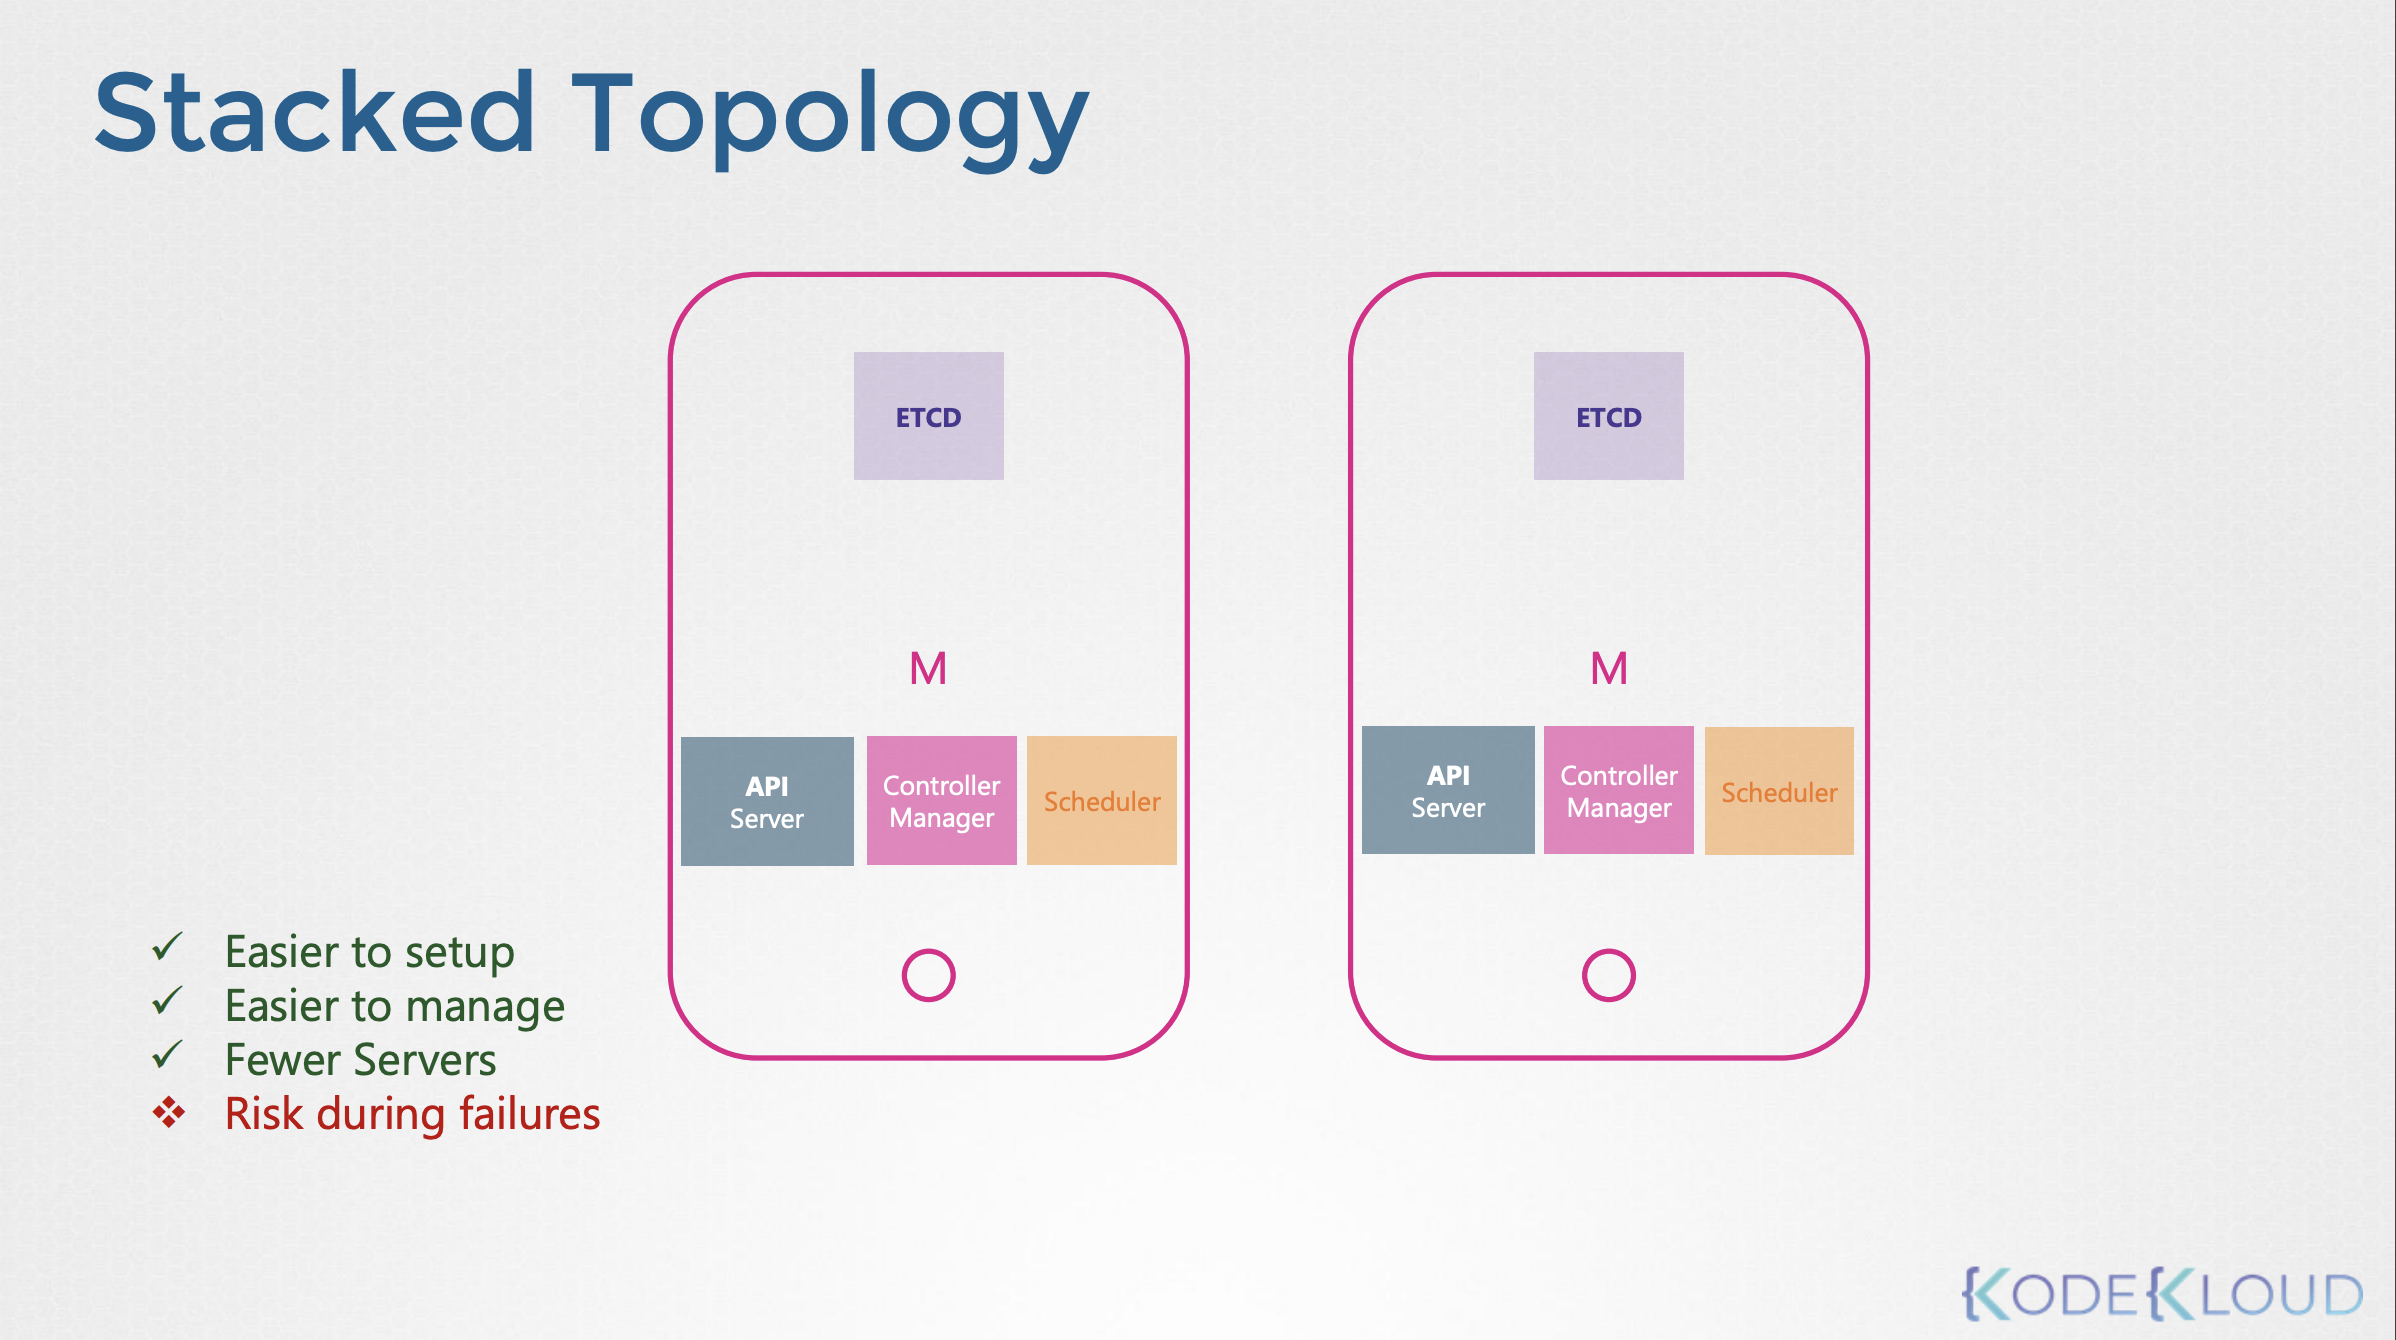 Stacked Topology
ETCD
ETCD
M
M
API
Server
Controller
Manager
Scheduler
API
Server
Controller
Manager
Scheduler
Easier to setup
Easier to manage
Fewer Servers
Risk during failures
KODEKLOUD